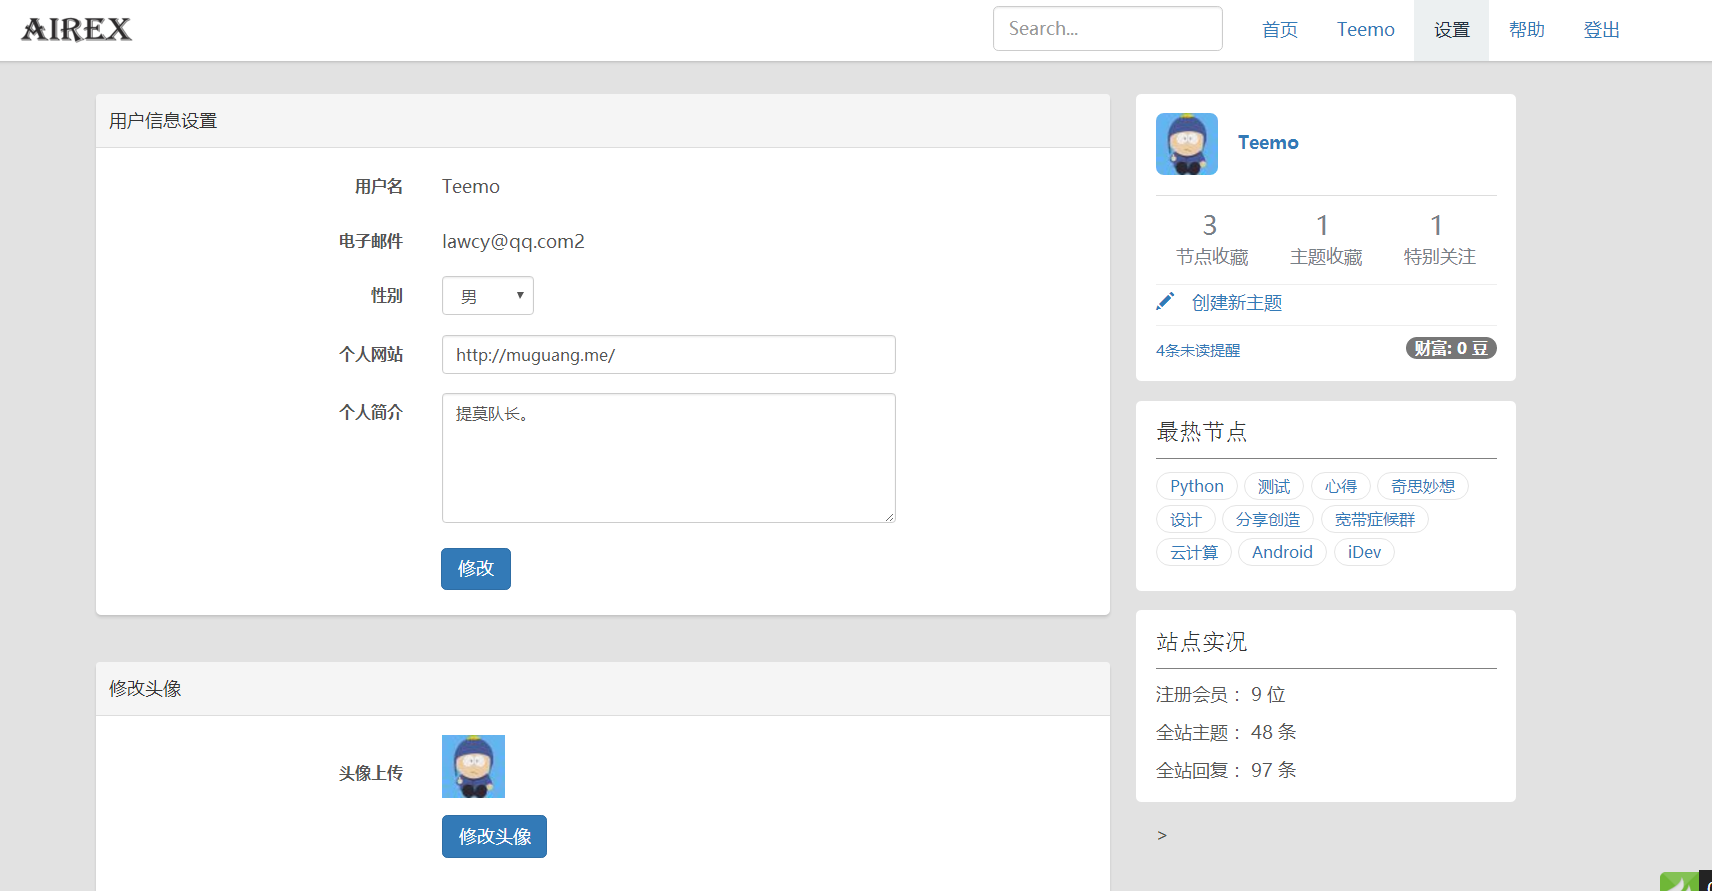 AIREX
Search...
首页
Teemo
设置
帮助
登出
用户信息设置
用户名
Teemo
电子邮件
lawcy@qq.com2
性别
男
个人网站
http://muguang.me/
个人简介
提莫队长。
修改
修改头像
头像上传
修改头像
Teemo
3
1
1
节点收藏
主题收藏
特别关注
创建新主题
4条未读提醒
财富: 0 豆
最热节点
Python
测试
心得
奇思妙想
设计
分享创造
宽带症候群
云计算
Android
iDev
站点实况
注册会员： 9 位
全站主题： 48 条
全站回复： 97 条
>